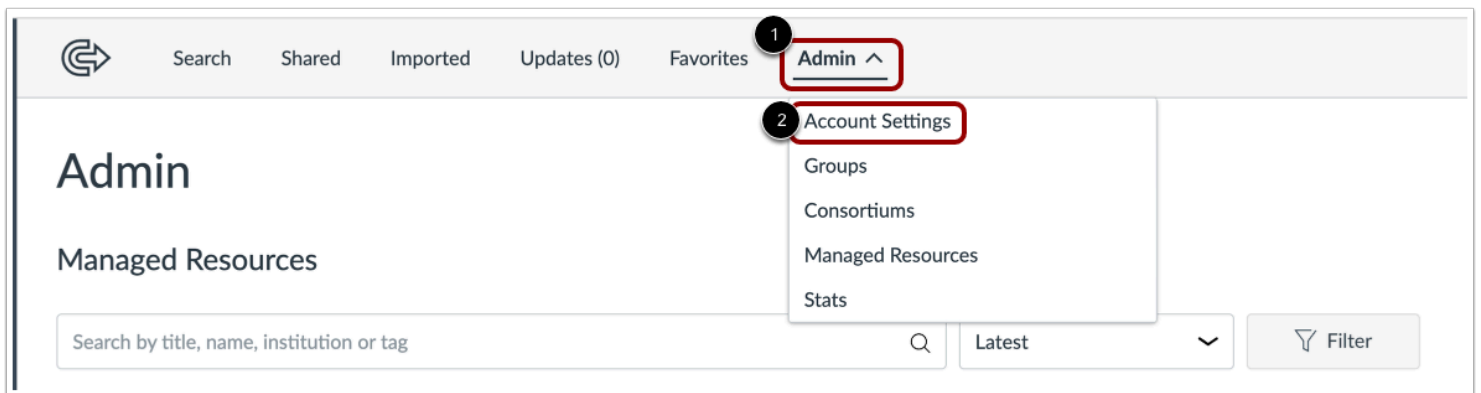 Search Shared Imported Updates (0) Favorites 1 Admin
2 Account Settings
Groups
Consortiums
Managed Resources
Stats
Admin
Managed Resources
Search by title, name, institution or tag Latest Filter